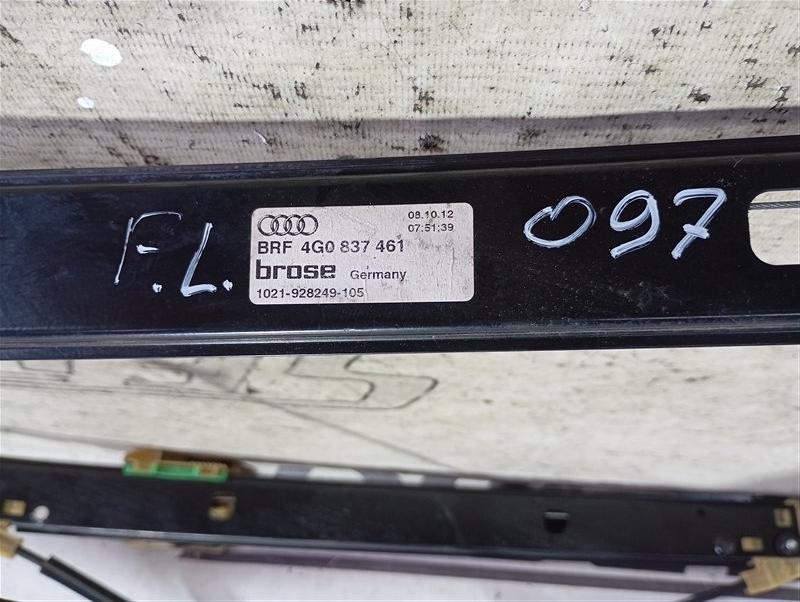 F.L.
08.10.12
07:51:39
BRF 4G0 837 461
brose Germany
1021-928249-105
097